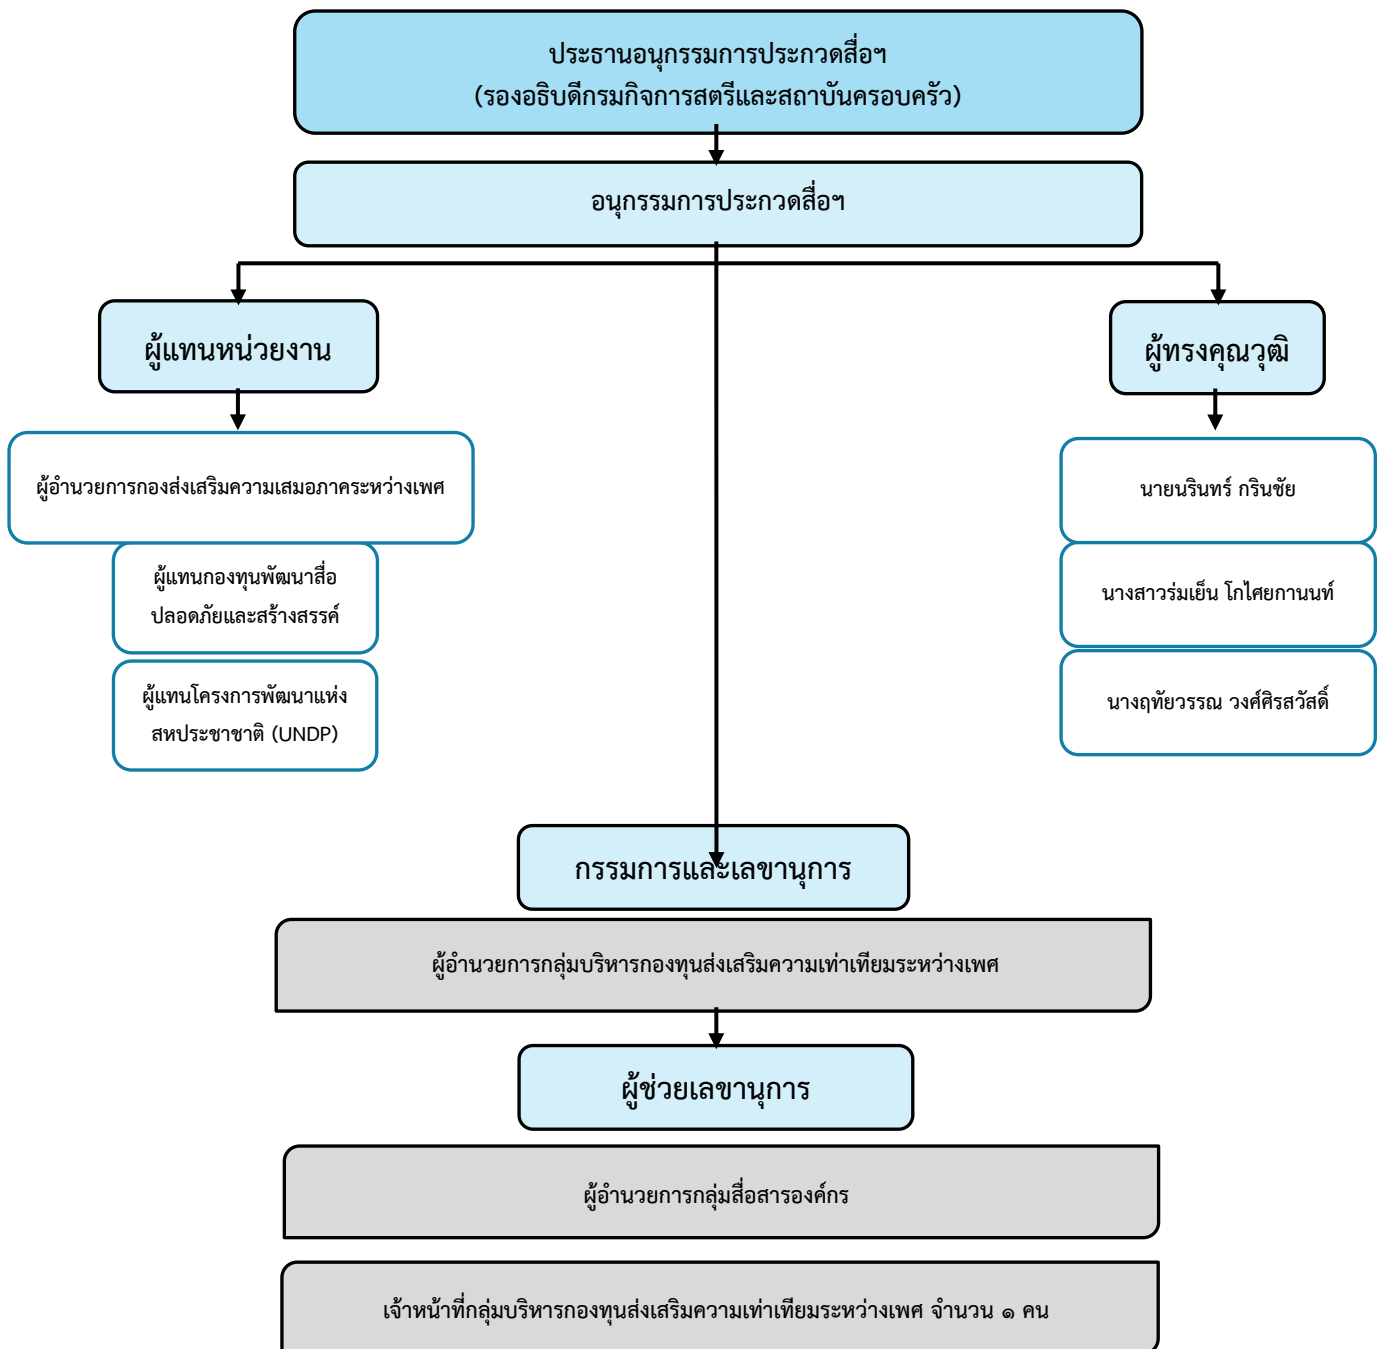 ประธานอนุกรรมการประกวดสื่อฯ
(รองอธิบดีกรมกิจการสตรีและสถาบันครอบครัว)
อนุกรรมการประกวดสื่อฯ
ผู้แทนหน่วยงาน
ผู้อำนวยการกองส่งเสริมความเสมอภาคระหว่างเพศ
ผู้แทนกองทุนพัฒนาสื่อ
ปลอดภัยและสร้างสรรค์
ผู้แทนโครงการพัฒนาแห่ง
สหประชาชาติ (UNDP)
ผู้ทรงคุณวุฒิ
นายนรินทร์ กรินชัย
นางสาวร่มเย็น โกไศยกานนท์
นางฤทัยวรรณ วงศ์ศิรสวัสดิ์
กรรมการและเลขานุการ
ผู้อำนวยการกลุ่มบริหารกองทุนส่งเสริมความเท่าเทียมระหว่างเพศ
ผู้ช่วยเลขานุการ
ผู้อำนวยการกลุ่มสื่อสารองค์กร
เจ้าหน้าที่กลุ่มบริหารกองทุนส่งเสริมความเท่าเทียมระหว่างเพศ จำนวน ๑ คน